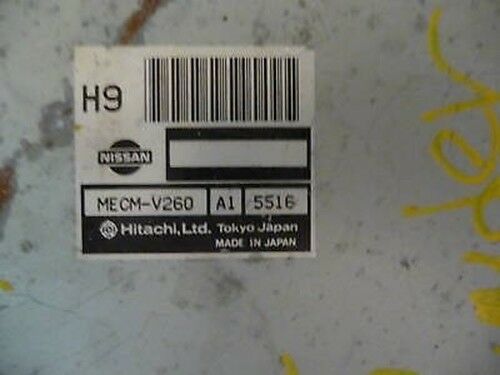 H9
NISSAN
MECM-V260 A1 5516
Hitachi, Ltd. Tokyo Japan
MADE IN JAPAN